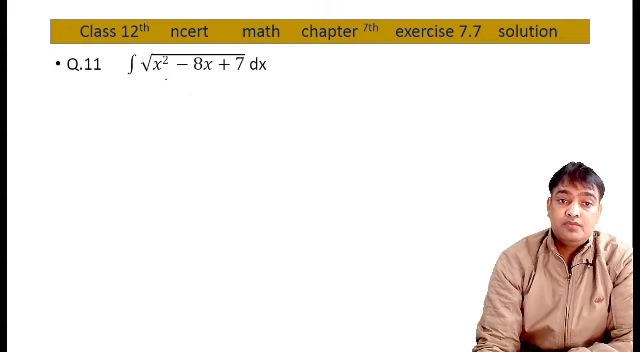 Class 12ᵗʰ ncert math chapter ⁷ᵗʰ exercise 7.7 solution
• Q.11 ∫ √(x² − 8x + 7) dx